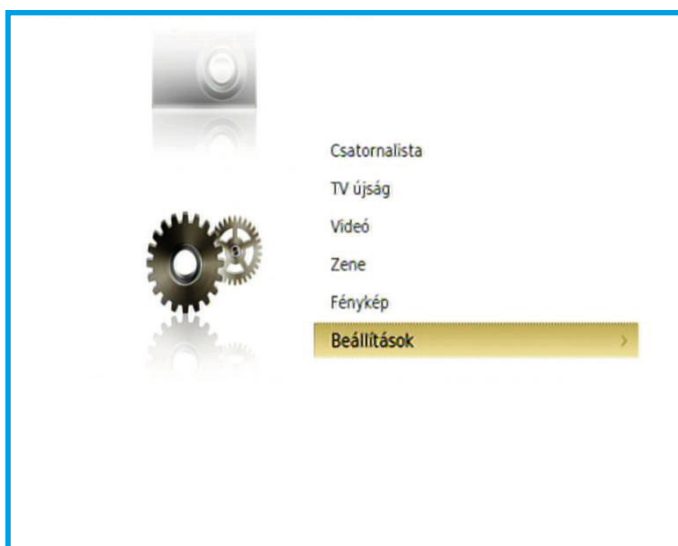 Csatornalista
TV újság
Videó
Zene
Fénykép
Beállítások